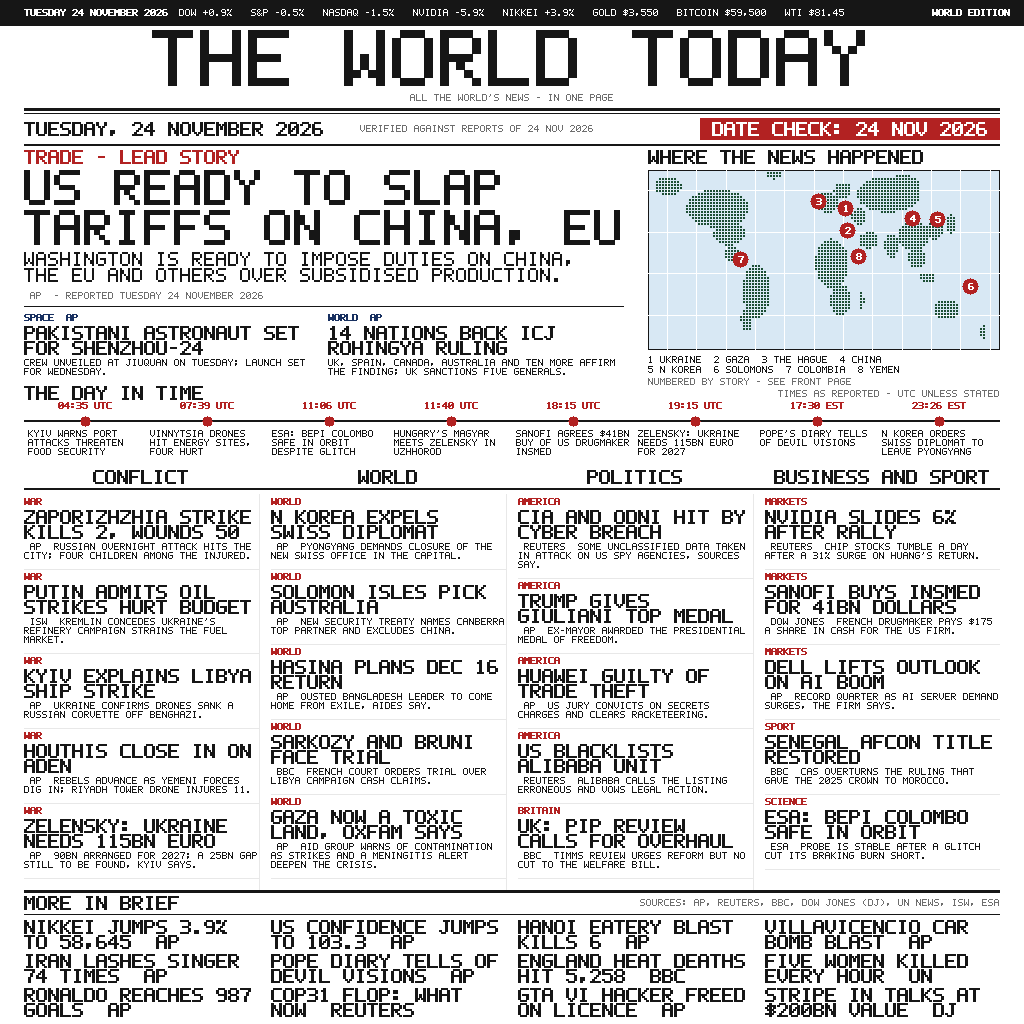 TUESDAY 24 NOVEMBER 2026 DOW +0.9% S&P -0.5% NASDAQ -1.5% NVIDIA -5.9% NIKKEI +3.9% GOLD $3,550 BITCOIN $59,500 WTI $81.45 WORLD EDITION
THE WORLD TODAY
ALL THE WORLD'S NEWS - IN ONE PAGE
TUESDAY, 24 NOVEMBER 2026 VERIFIED AGAINST REPORTS OF 24 NOV 2026 DATE CHECK: 24 NOV 2026
TRADE - LEAD STORY
US READY TO SLAP
TARIFFS ON CHINA, EU
WASHINGTON IS READY TO IMPOSE DUTIES ON CHINA,
THE EU AND OTHERS OVER SUBSIDISED PRODUCTION.
AP - REPORTED TUESDAY 24 NOVEMBER 2026
SPACE AP
PAKISTANI ASTRONAUT SET
FOR SHENZHOU-24
CREW UNVEILED AT JIUQUAN ON TUESDAY; LAUNCH SET
FOR WEDNESDAY.
WORLD AP
14 NATIONS BACK ICJ
ROHINGYA RULING
UK, SPAIN, CANADA, AUSTRALIA AND TEN MORE AFFIRM
THE FINDING; UK SANCTIONS FIVE GENERALS.
WHERE THE NEWS HAPPENED
3
1
2
4
5
7
8
6
1 UKRAINE 2 GAZA 3 THE HAGUE 4 CHINA
5 N KOREA 6 SOLOMONS 7 COLOMBIA 8 YEMEN
NUMBERED BY STORY - SEE FRONT PAGE
THE DAY IN TIME
TIMES AS REPORTED - UTC UNLESS STATED
04:35 UTC
KYIV WARNS PORT
ATTACKS THREATEN
FOOD SECURITY
07:39 UTC
VINNYTSIA DRONES
HIT ENERGY SITES,
FOUR HURT
11:06 UTC
ESA: BEPI COLOMBO
SAFE IN ORBIT
DESPITE GLITCH
11:40 UTC
HUNGARY'S MAGYAR
MEETS ZELENSKY IN
UZHHOROD
18:15 UTC
SANOFI AGREES $41BN
BUY OF US DRUGMAKER
INSMED
19:15 UTC
ZELENSKY: UKRAINE
NEEDS 115BN EURO
FOR 2027
17:30 EST
POPE'S DIARY TELLS
OF DEVIL VISIONS
23:26 EST
N KOREA ORDERS
SWISS DIPLOMAT TO
LEAVE PYONGYANG
CONFLICT
WAR
ZAPORIZHZHIA STRIKE
KILLS 2, WOUNDS 50
AP RUSSIAN OVERNIGHT ATTACK HITS THE
CITY; FOUR CHILDREN AMONG THE INJURED.
WAR
PUTIN ADMITS OIL
STRIKES HURT BUDGET
ISW KREMLIN CONCEDES UKRAINE'S
REFINERY CAMPAIGN STRAINS THE FUEL
MARKET.
WAR
KYIV EXPLAINS LIBYA
SHIP STRIKE
AP UKRAINE CONFIRMS DRONES SANK A
RUSSIAN CORVETTE OFF BENGHAZI.
WAR
HOUTHIS CLOSE IN ON
ADEN
AP REBELS ADVANCE AS YEMENI FORCES
DIG IN; RIYADH TOWER DRONE INJURES 11.
WAR
ZELENSKY: UKRAINE
NEEDS 115BN EURO
AP 90BN ARRANGED FOR 2027; A 25BN GAP
STILL TO BE FOUND, KYIV SAYS.
WORLD
WORLD
N KOREA EXPELS
SWISS DIPLOMAT
AP PYONGYANG DEMANDS CLOSURE OF THE
NEW SWISS OFFICE IN THE CAPITAL.
WORLD
SOLOMON ISLES PICK
AUSTRALIA
AP NEW SECURITY TREATY NAMES CANBERRA
TOP PARTNER AND EXCLUDES CHINA.
WORLD
HASINA PLANS DEC 16
RETURN
AP OUSTED BANGLADESH LEADER TO COME
HOME FROM EXILE, AIDES SAY.
WORLD
SARKOZY AND BRUNI
FACE TRIAL
BBC FRENCH COURT ORDERS TRIAL OVER
LIBYA CAMPAIGN CASH CLAIMS.
WORLD
GAZA NOW A TOXIC
LAND, OXFAM SAYS
AP AID GROUP WARNS OF CONTAMINATION
AS STRIKES AND A MENINGITIS ALERT
DEEPEN THE CRISIS.
POLITICS
AMERICA
CIA AND ODNI HIT BY
CYBER BREACH
REUTERS SOME UNCLASSIFIED DATA TAKEN
IN ATTACK ON US SPY AGENCIES, SOURCES
SAY.
AMERICA
TRUMP GIVES
GIULIANI TOP MEDAL
AP EX-MAYOR AWARDED THE PRESIDENTIAL
MEDAL OF FREEDOM.
AMERICA
HUAWEI GUILTY OF
TRADE THEFT
AP US JURY CONVICTS ON SECRETS
CHARGES AND CLEARS RACKETEERING.
AMERICA
US BLACKLISTS
ALIBABA UNIT
REUTERS ALIBABA CALLS THE LISTING
ERRONEOUS AND VOWS LEGAL ACTION.
BRITAIN
UK: PIP REVIEW
CALLS FOR OVERHAUL
BBC TIMMS REVIEW URGES REFORM BUT NO
CUT TO THE WELFARE BILL.
BUSINESS AND SPORT
MARKETS
NVIDIA SLIDES 6%
AFTER RALLY
REUTERS CHIP STOCKS TUMBLE A DAY
AFTER A 31% SURGE ON HUANG'S RETURN.
MARKETS
SANOFI BUYS INSMED
FOR 41BN DOLLARS
DOW JONES FRENCH DRUGMAKER PAYS $175
A SHARE IN CASH FOR THE US FIRM.
MARKETS
DELL LIFTS OUTLOOK
ON AI BOOM
AP RECORD QUARTER AS AI SERVER DEMAND
SURGES, THE FIRM SAYS.
SPORT
SENEGAL AFCON TITLE
RESTORED
BBC CAS OVERTURNS THE RULING THAT
GAVE THE 2025 CROWN TO MOROCCO.
SCIENCE
ESA: BEPI COLOMBO
SAFE IN ORBIT
ESA PROBE IS STABLE AFTER A GLITCH
CUT ITS BRAKING BURN SHORT.
MORE IN BRIEF
SOURCES: AP, REUTERS, BBC, DOW JONES (DJ), UN NEWS, ISW, ESA
NIKKEI JUMPS 3.9%
TO 58,645 AP
IRAN LASHES SINGER
74 TIMES AP
RONALDO REACHES 987
GOALS AP
US CONFIDENCE JUMPS
TO 103.3 AP
POPE DIARY TELLS OF
DEVIL VISIONS AP
COP31 FLOP: WHAT
NOW REUTERS
HANOI EATERY BLAST
KILLS 6 AP
ENGLAND HEAT DEATHS
HIT 5,258 BBC
GTA VI HACKER FREED
ON LICENCE AP
VILLAVICENCIO CAR
BOMB BLAST AP
FIVE WOMEN KILLED
EVERY HOUR UN
STRIPE IN TALKS AT
$200BN VALUE DJ